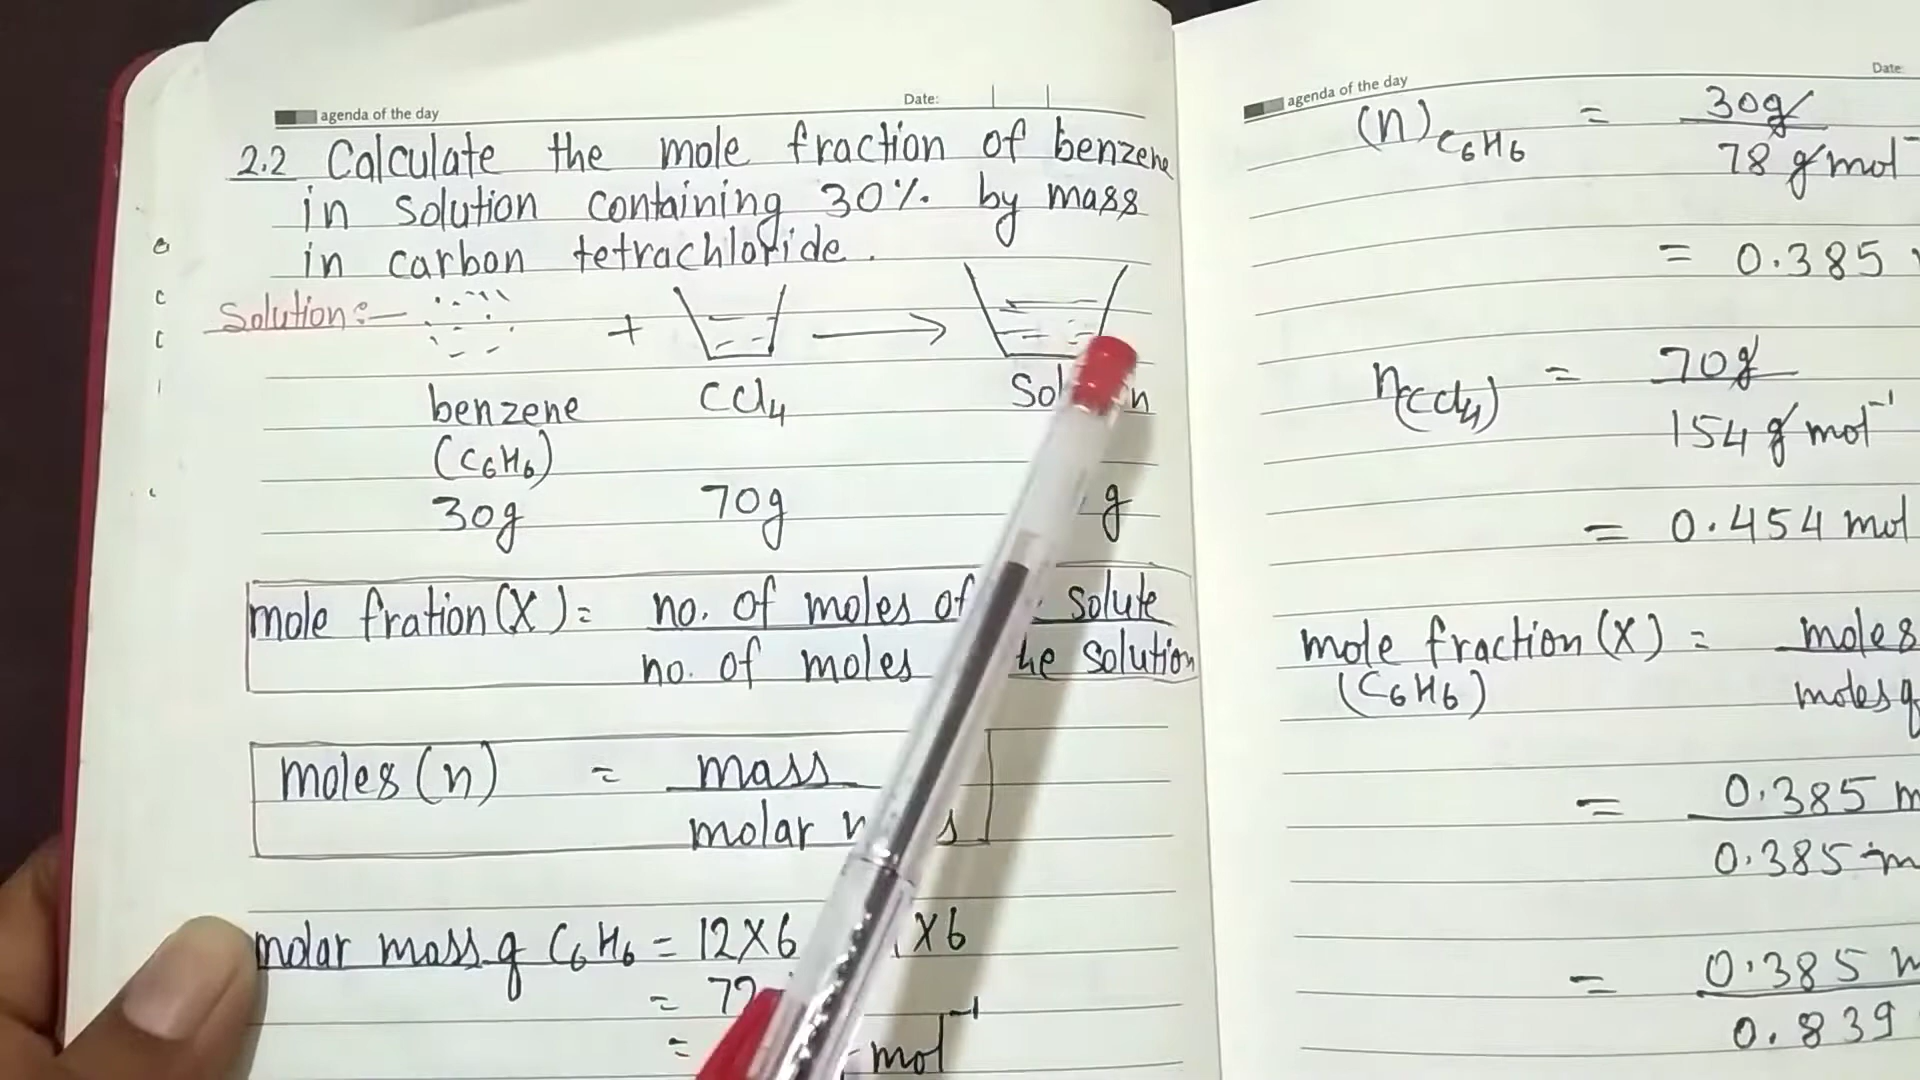 agenda of the day Date:
2.2 Calculate the mole fraction of benzene
in solution containing 30% by mass
in carbon tetrachloride.
Solution:-
+
benzene CCl4
(C6H6)
30g 70g g
mole fration (X) = no. of moles of solute
no. of moles solution
moles (n) = mass
molar
molar mass of C6H6 = 12X6 X6
= 72
= mol⁻¹
agenda of the day Date:
(n)C6H6 = 30g
78 g mol⁻
= 0.385
n(CCl4) = 70g
154 g mol⁻¹
= 0.454 mol
mole fraction (X) = moles
(C6H6) moles of
= 0.385 m
0.385 + m
= 0.385 m
0.839